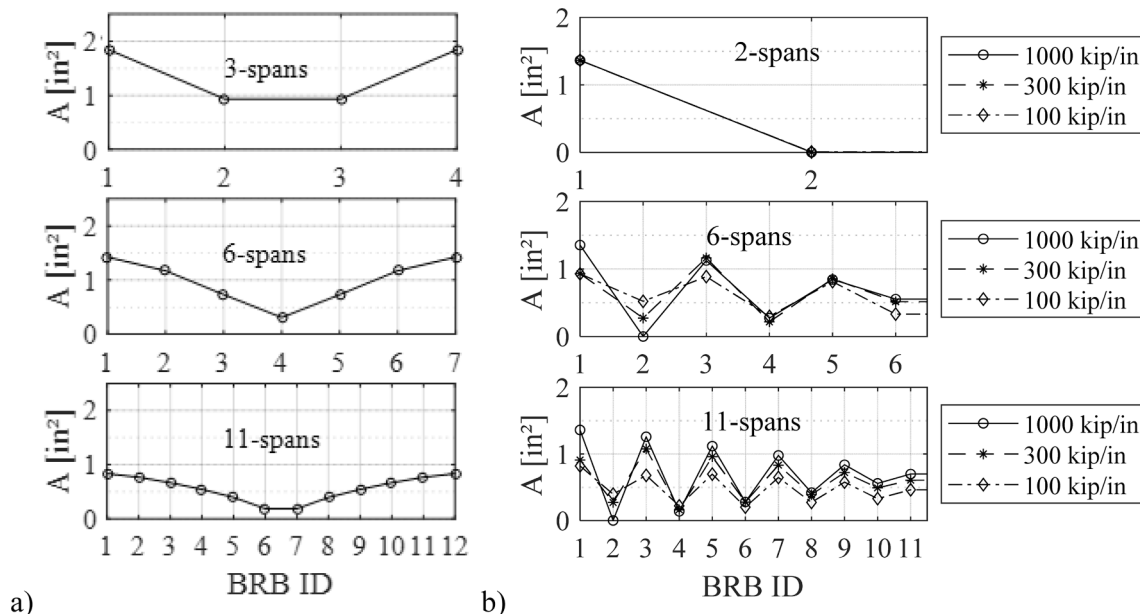 A [in²]
2
1
0
3-spans
1 2 3 4
A [in²]
2
1
0
6-spans
1 2 3 4 5 6 7
A [in²]
2
1
0
11-spans
1 2 3 4 5 6 7 8 9 10 11 12
BRB ID
a)
A [in²]
2
1
0
2-spans
1 2
1000 kip/in
300 kip/in
100 kip/in
A [in²]
2
1
0
6-spans
1 2 3 4 5 6
1000 kip/in
300 kip/in
100 kip/in
A [in²]
2
1
0
11-spans
1 2 3 4 5 6 7 8 9 10 11
1000 kip/in
300 kip/in
100 kip/in
BRB ID
b)